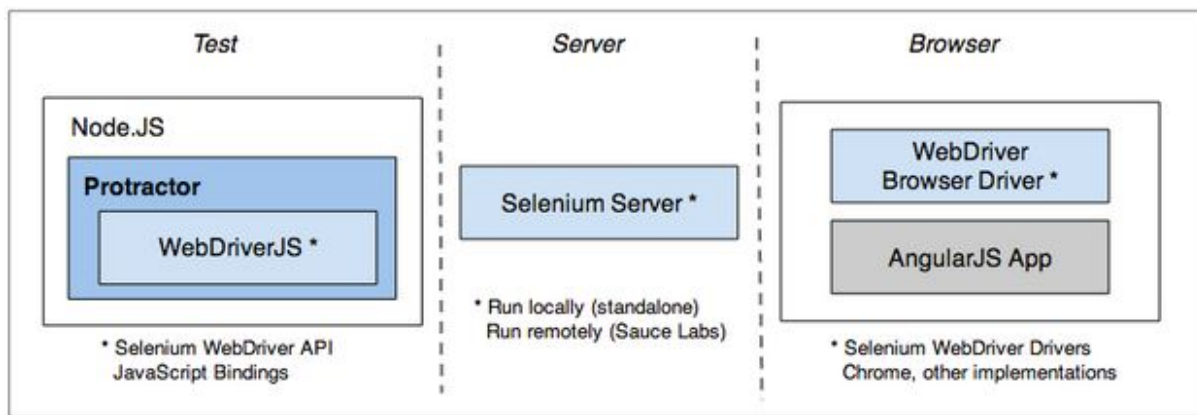 Test
Server
Browser
Node.JS
Protractor
WebDriverJS *
* Selenium WebDriver API
JavaScript Bindings
Selenium Server *
* Run locally (standalone)
Run remotely (Sauce Labs)
WebDriver
Browser Driver *
AngularJS App
* Selenium WebDriver Drivers
Chrome, other implementations